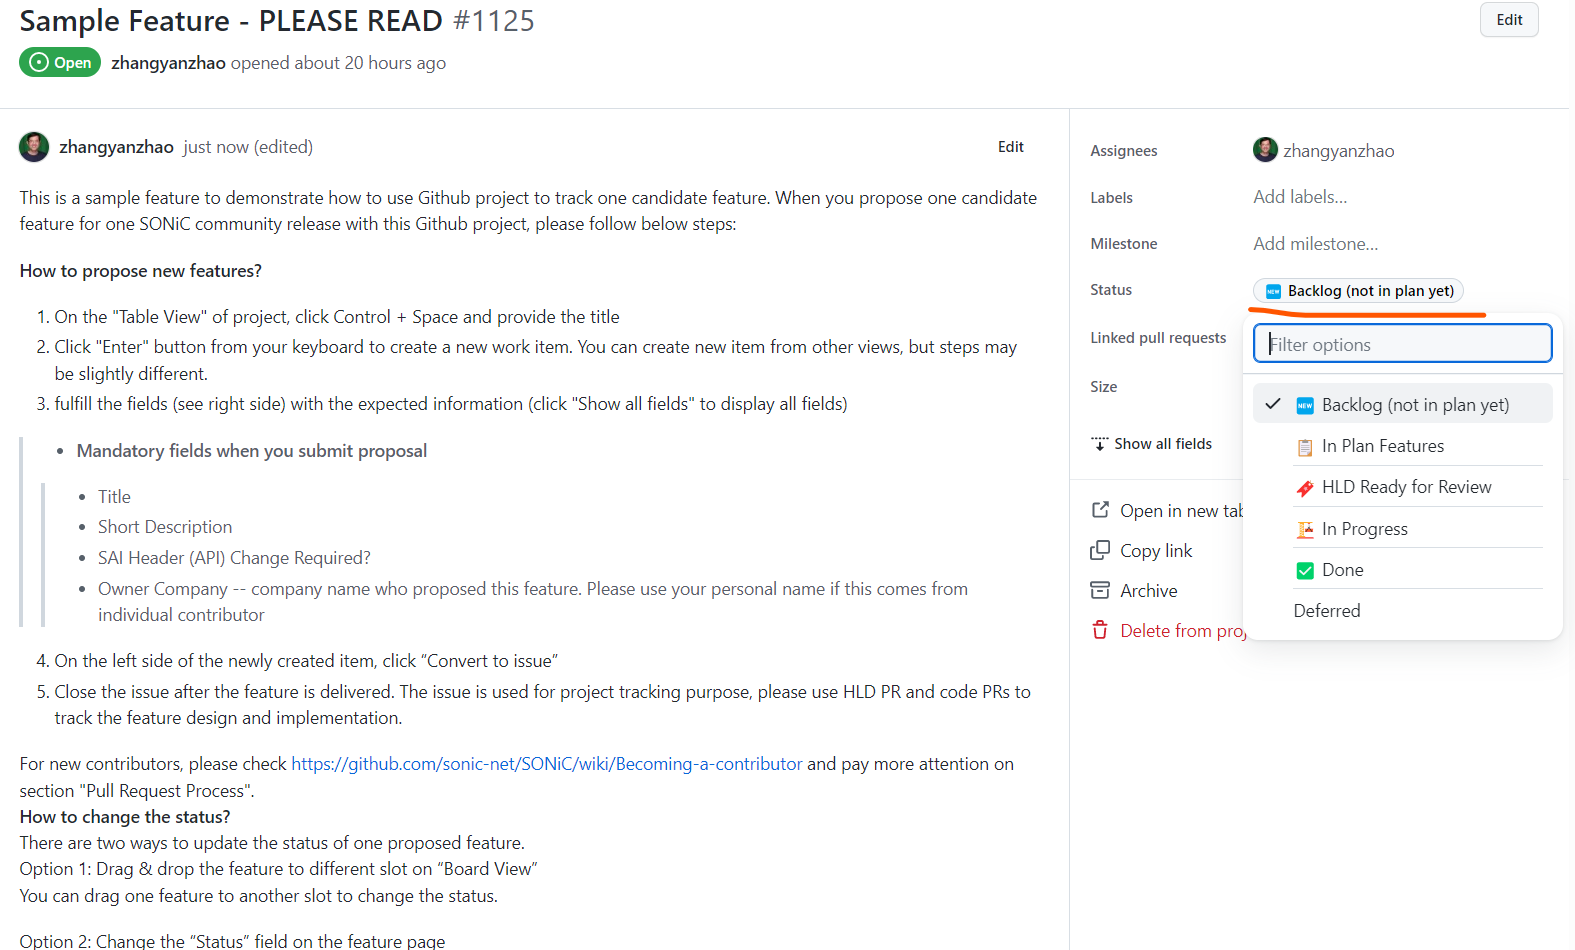 Sample Feature - PLEASE READ #1125
Edit
Open zhangyanzhao opened about 20 hours ago
zhangyanzhao just now (edited)
Edit
This is a sample feature to demonstrate how to use Github project to track one candidate feature. When you propose one candidate
feature for one SONiC community release with this Github project, please follow below steps:
How to propose new features?
1. On the "Table View" of project, click Control + Space and provide the title
2. Click "Enter" button from your keyboard to create a new work item. You can create new item from other views, but steps may
be slightly different.
3. fulfill the fields (see right side) with the expected information (click "Show all fields" to display all fields)
• Mandatory fields when you submit proposal
• Title
• Short Description
• SAI Header (API) Change Required?
• Owner Company -- company name who proposed this feature. Please use your personal name if this comes from
individual contributor
4. On the left side of the newly created item, click “Convert to issue”
5. Close the issue after the feature is delivered. The issue is used for project tracking purpose, please use HLD PR and code PRs to
track the feature design and implementation.
For new contributors, please check https://github.com/sonic-net/SONiC/wiki/Becoming-a-contributor and pay more attention on
section "Pull Request Process".
How to change the status?
There are two ways to update the status of one proposed feature.
Option 1: Drag & drop the feature to different slot on “Board View”
You can drag one feature to another slot to change the status.
Option 2: Change the “Status” field on the feature page
Assignees zhangyanzhao
Labels Add labels...
Milestone Add milestone...
Status NEW Backlog (not in plan yet)
Linked pull requests
Size
Show all fields
Open in new tab
Copy link
Archive
Delete from proj
Filter options
NEW Backlog (not in plan yet)
In Plan Features
HLD Ready for Review
In Progress
Done
Deferred